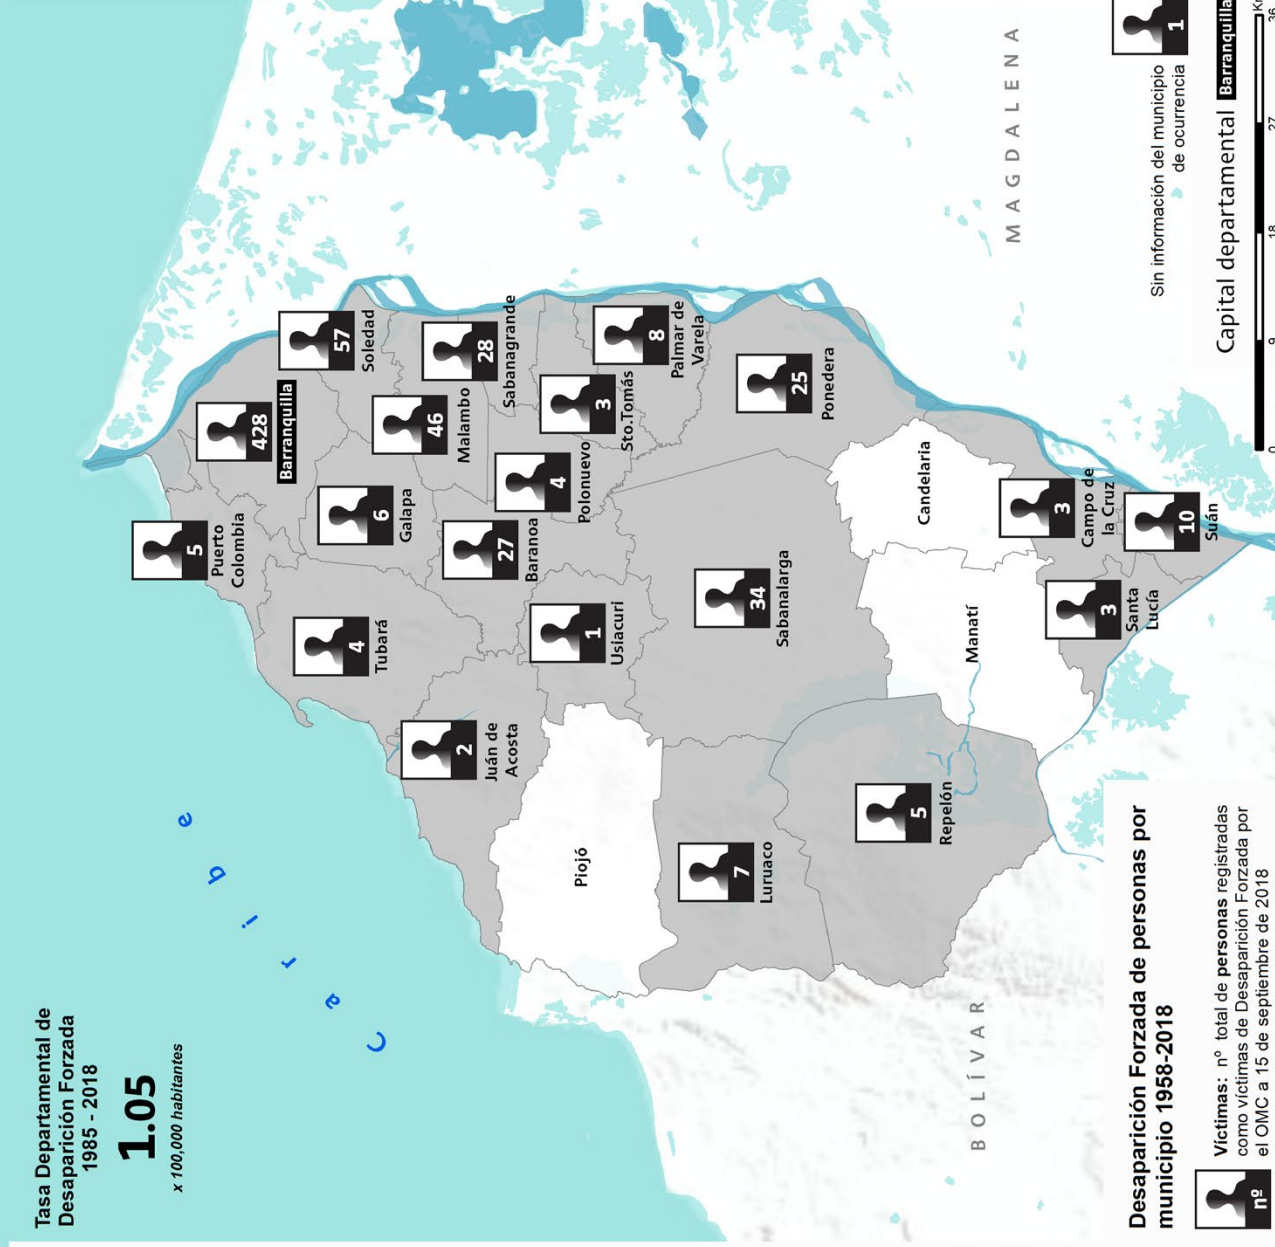 Tasa Departamental de
Desaparición Forzada
1985 - 2018
1.05
x 100,000 habitantes
Caribe
5
Puerto
Colombia
428
Barranquilla
57
Soledad
4
Tubará
6
Galapa
46
Malambo
28
Sabanagrande
2
Juán de
Acosta
27
Baranoa
4
Polonuevo
3
Sto.Tomás
8
Palmar de
Varela
1
Usiacuri
Piojó
34
Sabanalarga
25
Ponedera
7
Luruaco
5
Repelón
Manatí
Candelaria
3
Campo de
la Cruz
3
Santa
Lucía
10
Suán
BOLÍVAR
MAGDALENA
Desaparición Forzada de personas por
municipio 1958-2018
nº
Víctimas: nº total de personas registradas
como víctimas de Desaparición Forzada por
el OMC a 15 de septiembre de 2018
Sin información del municipio
de ocurrencia
1
Capital departamental Barranquilla
0 9 18 27 36